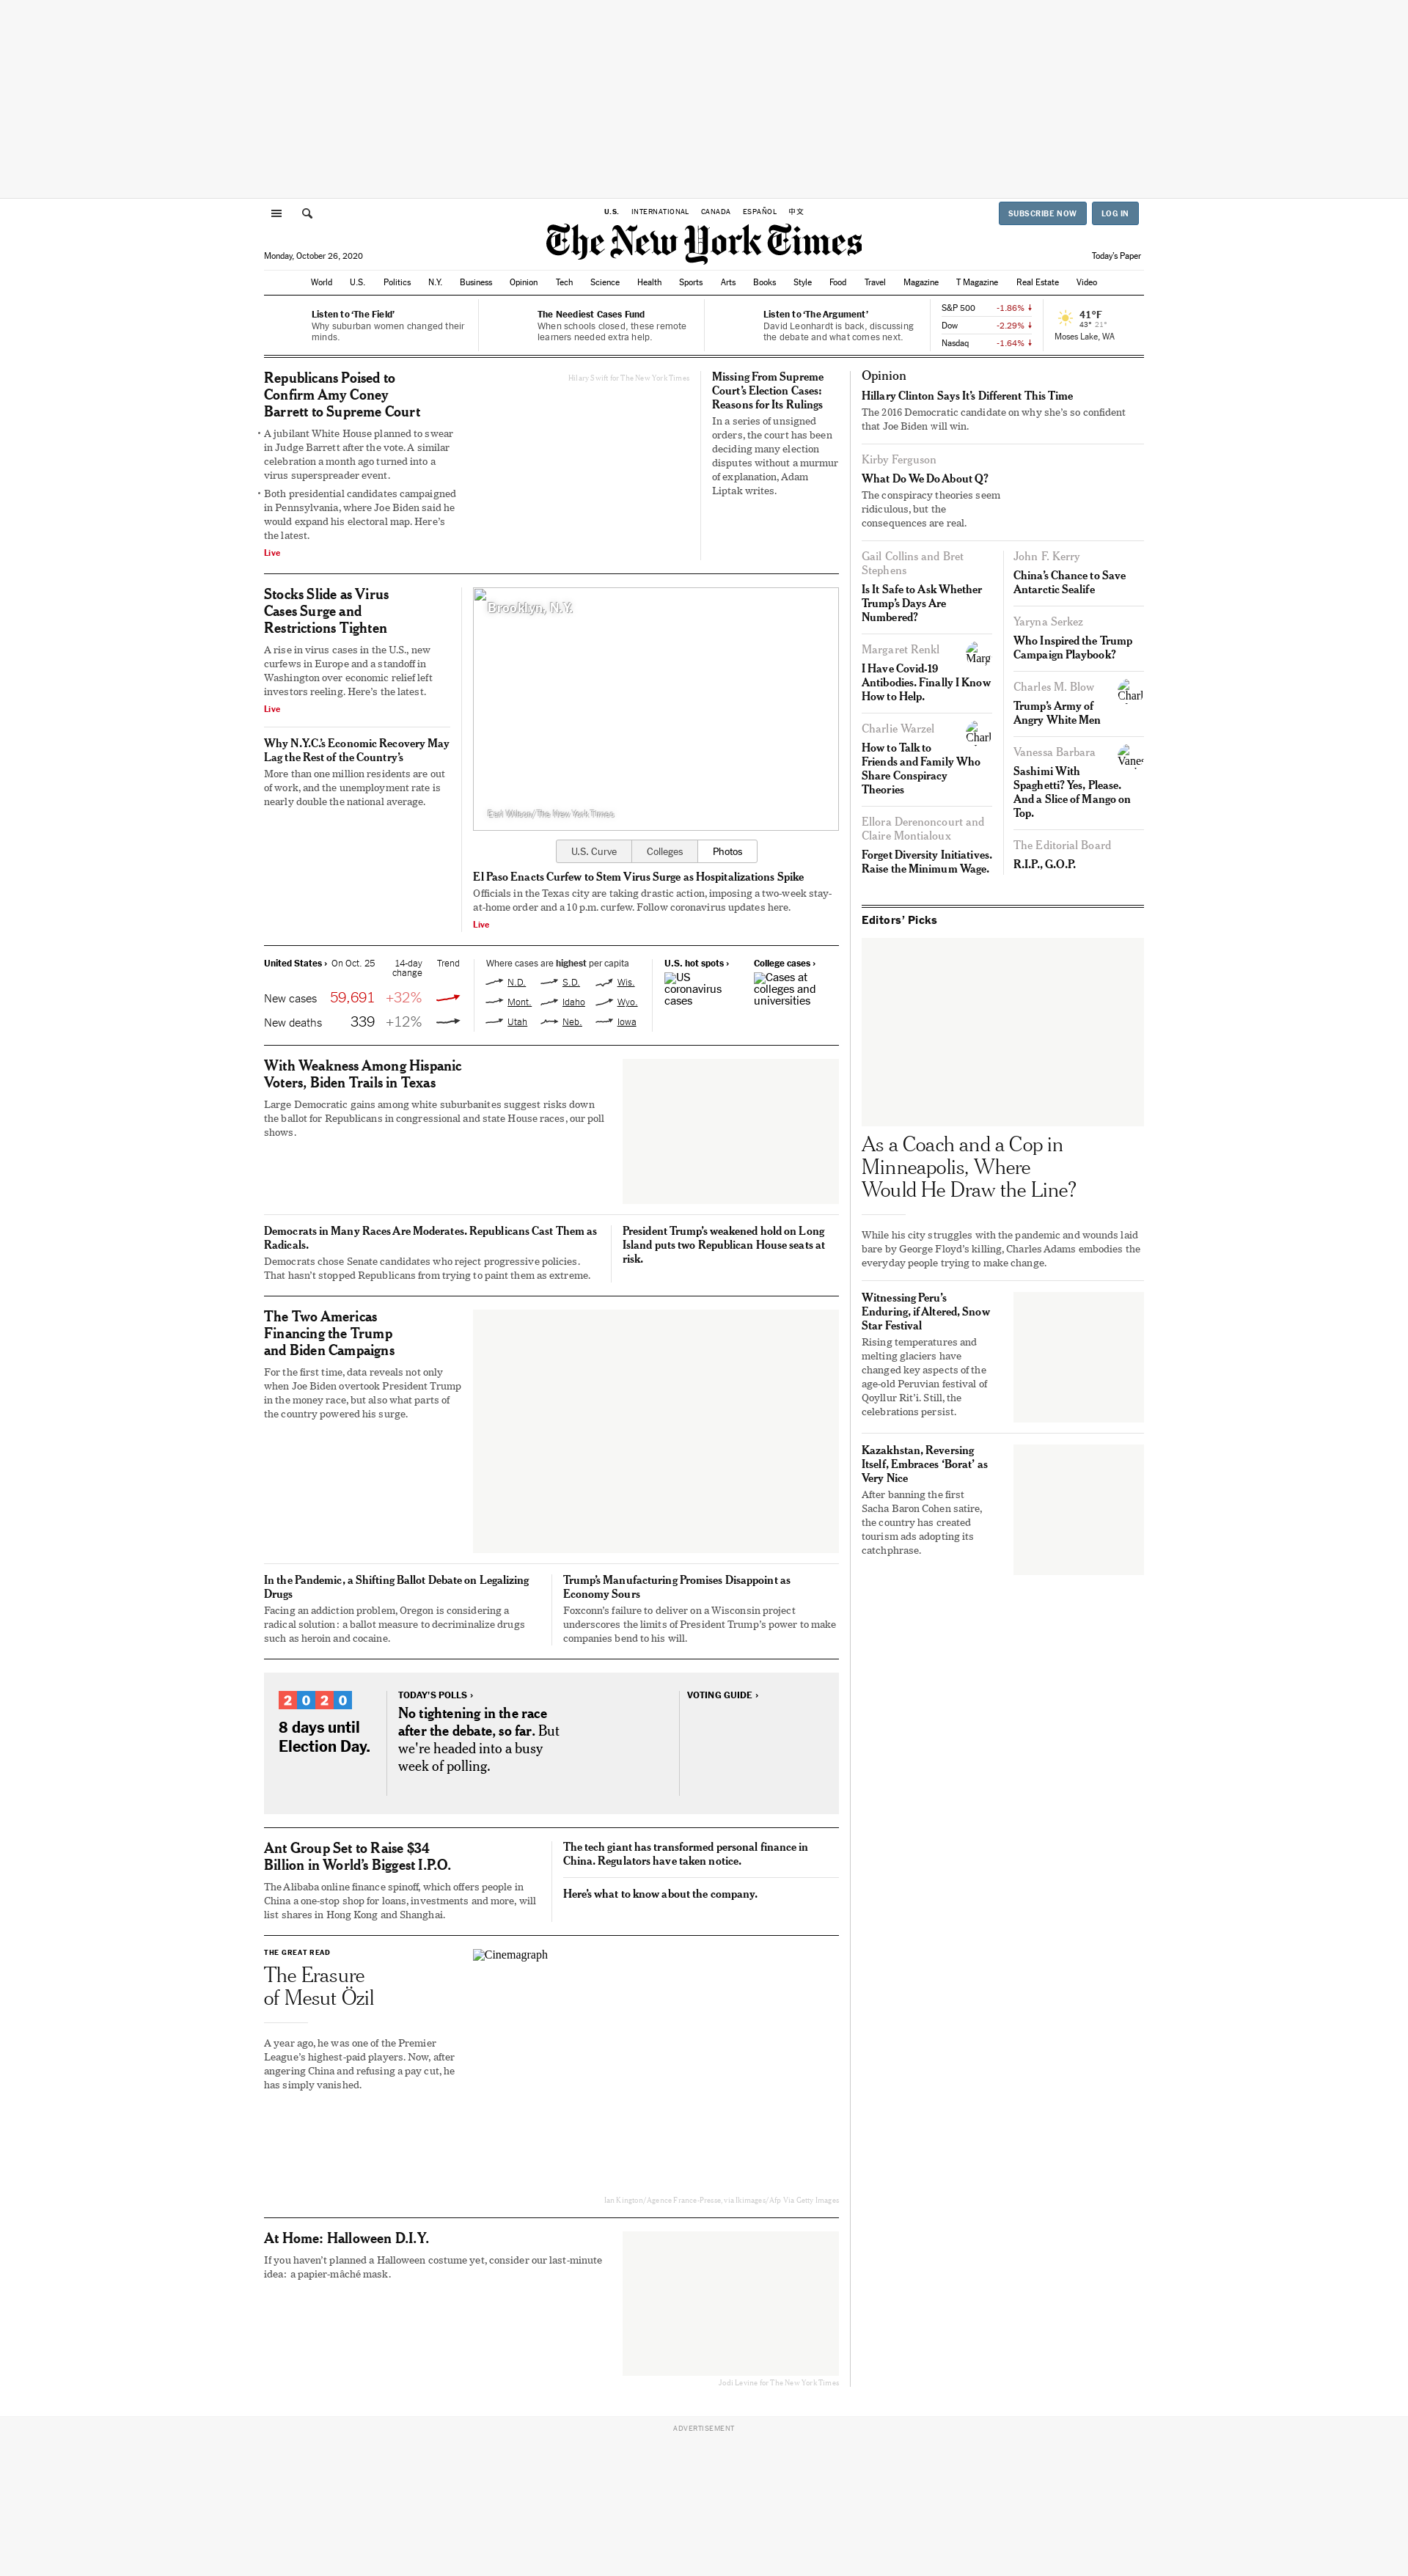 U.S. INTERNATIONAL CANADA ESPAÑOL 中文
SUBSCRIBE NOW LOG IN
The New York Times
Monday, October 26, 2020
Today's Paper
World U.S. Politics N.Y. Business Opinion Tech Science Health Sports Arts Books Style Food Travel Magazine T Magazine Real Estate Video
Listen to ‘The Field’
Why suburban women changed their
minds.
The Neediest Cases Fund
When schools closed, these remote
learners needed extra help.
Listen to ‘The Argument’
David Leonhardt is back, discussing
the debate and what comes next.
S&P 500 -1.86%
Dow -2.29%
Nasdaq -1.64%
41°F
43° 21°
Moses Lake, WA
Republicans Poised to
Confirm Amy Coney
Barrett to Supreme Court
• A jubilant White House planned to swear
in Judge Barrett after the vote. A similar
celebration a month ago turned into a
virus superspreader event.
• Both presidential candidates campaigned
in Pennsylvania, where Joe Biden said he
would expand his electoral map. Here's
the latest.
Live
Hilary Swift for The New York Times
Missing From Supreme
Court’s Election Cases:
Reasons for Its Rulings
In a series of unsigned
orders, the court has been
deciding many election
disputes without a murmur
of explanation, Adam
Liptak writes.
Stocks Slide as Virus
Cases Surge and
Restrictions Tighten
A rise in virus cases in the U.S., new
curfews in Europe and a standoff in
Washington over economic relief left
investors reeling. Here's the latest.
Live
Why N.Y.C.’s Economic Recovery May
Lag the Rest of the Country’s
More than one million residents are out
of work, and the unemployment rate is
nearly double the national average.
Brooklyn, N.Y.
Earl Wilson/The New York Times
U.S. Curve Colleges Photos
El Paso Enacts Curfew to Stem Virus Surge as Hospitalizations Spike
Officials in the Texas city are taking drastic action, imposing a two-week stay-
at-home order and a 10 p.m. curfew. Follow coronavirus updates here.
Live
United States › On Oct. 25 14-day
change Trend
New cases 59,691 +32%
New deaths 339 +12%
Where cases are highest per capita
N.D. S.D. Wis.
Mont. Idaho Wyo.
Utah Neb. Iowa
U.S. hot spots ›
US
coronavirus
cases
College cases ›
Cases at
colleges and
universities
With Weakness Among Hispanic
Voters, Biden Trails in Texas
Large Democratic gains among white suburbanites suggest risks down
the ballot for Republicans in congressional and state House races, our poll
shows.
Democrats in Many Races Are Moderates. Republicans Cast Them as
Radicals.
Democrats chose Senate candidates who reject progressive policies.
That hasn't stopped Republicans from trying to paint them as extreme.
President Trump’s weakened hold on Long
Island puts two Republican House seats at
risk.
The Two Americas
Financing the Trump
and Biden Campaigns
For the first time, data reveals not only
when Joe Biden overtook President Trump
in the money race, but also what parts of
the country powered his surge.
In the Pandemic, a Shifting Ballot Debate on Legalizing
Drugs
Facing an addiction problem, Oregon is considering a
radical solution: a ballot measure to decriminalize drugs
such as heroin and cocaine.
Trump’s Manufacturing Promises Disappoint as
Economy Sours
Foxconn's failure to deliver on a Wisconsin project
underscores the limits of President Trump's power to make
companies bend to his will.
2020
8 days until
Election Day.
TODAY'S POLLS ›
No tightening in the race
after the debate, so far. But
we're headed into a busy
week of polling.
VOTING GUIDE ›
Ant Group Set to Raise $34
Billion in World’s Biggest I.P.O.
The Alibaba online finance spinoff, which offers people in
China a one-stop shop for loans, investments and more, will
list shares in Hong Kong and Shanghai.
The tech giant has transformed personal finance in
China. Regulators have taken notice.
Here’s what to know about the company.
THE GREAT READ
The Erasure
of Mesut Özil
A year ago, he was one of the Premier
League's highest-paid players. Now, after
angering China and refusing a pay cut, he
has simply vanished.
Cinemagraph
Ian Kington/Agence France-Presse, via Ikimages/Afp Via Getty Images
At Home: Halloween D.I.Y.
If you haven't planned a Halloween costume yet, consider our last-minute
idea: a papier-mâché mask.
Jodi Levine for The New York Times
Opinion
Hillary Clinton Says It’s Different This Time
The 2016 Democratic candidate on why she's so confident
that Joe Biden will win.
Kirby Ferguson
What Do We Do About Q?
The conspiracy theories seem
ridiculous, but the
consequences are real.
Gail Collins and Bret
Stephens
Is It Safe to Ask Whether
Trump’s Days Are
Numbered?
Margaret Renkl
I Have Covid-19
Antibodies. Finally I Know
How to Help.
Charlie Warzel
How to Talk to
Friends and Family Who
Share Conspiracy
Theories
Ellora Derenoncourt and
Claire Montialoux
Forget Diversity Initiatives.
Raise the Minimum Wage.
John F. Kerry
China’s Chance to Save
Antarctic Sealife
Yaryna Serkez
Who Inspired the Trump
Campaign Playbook?
Charles M. Blow
Trump’s Army of
Angry White Men
Vanessa Barbara
Sashimi With
Spaghetti? Yes, Please.
And a Slice of Mango on
Top.
The Editorial Board
R.I.P., G.O.P.
Editors’ Picks
As a Coach and a Cop in
Minneapolis, Where
Would He Draw the Line?
While his city struggles with the pandemic and wounds laid
bare by George Floyd's killing, Charles Adams embodies the
everyday people trying to make change.
Witnessing Peru’s
Enduring, if Altered, Snow
Star Festival
Rising temperatures and
melting glaciers have
changed key aspects of the
age-old Peruvian festival of
Qoyllur Rit'i. Still, the
celebrations persist.
Kazakhstan, Reversing
Itself, Embraces ‘Borat’ as
Very Nice
After banning the first
Sacha Baron Cohen satire,
the country has created
tourism ads adopting its
catchphrase.
ADVERTISEMENT